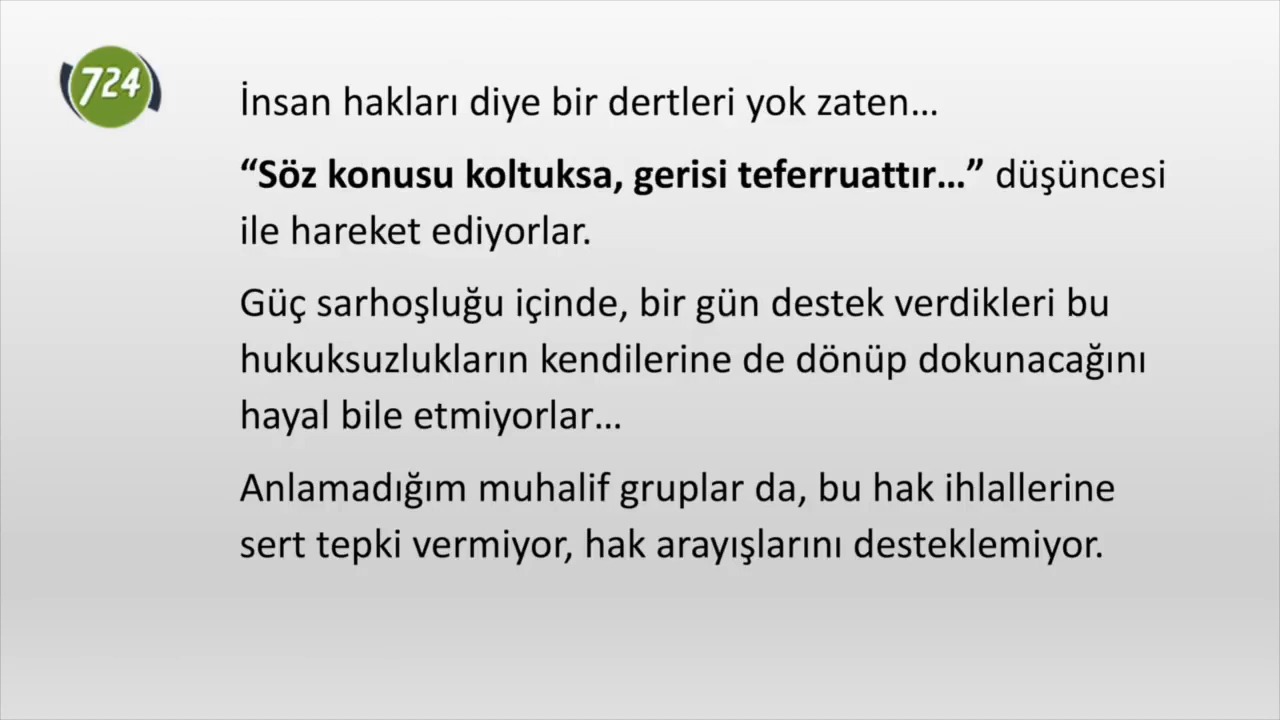 724
İnsan hakları diye bir dertleri yok zaten...
“Söz konusu koltuksa, gerisi teferruattır...” düşüncesi
ile hareket ediyorlar.
Güç sarhoşluğu içinde, bir gün destek verdikleri bu
hukuksuzlukların kendilerine de dönüp dokunacağını
hayal bile etmiyorlar...
Anlamadığım muhalif gruplar da, bu hak ihlallerine
sert tepki vermiyor, hak arayışlarını desteklemiyor.